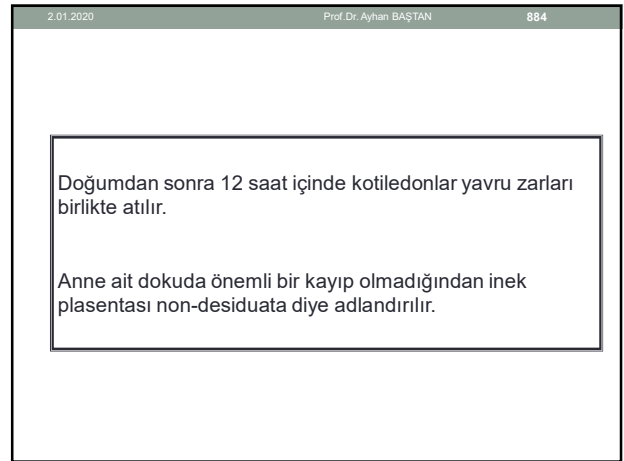 2.01.2020 Prof.Dr. Ayhan BAŞTAN 884
Doğumdan sonra 12 saat içinde kotiledonlar yavru zarları
birlikte atılır.
Anne ait dokuda önemli bir kayıp olmadığından inek
plasentası non-desiduata diye adlandırılır.